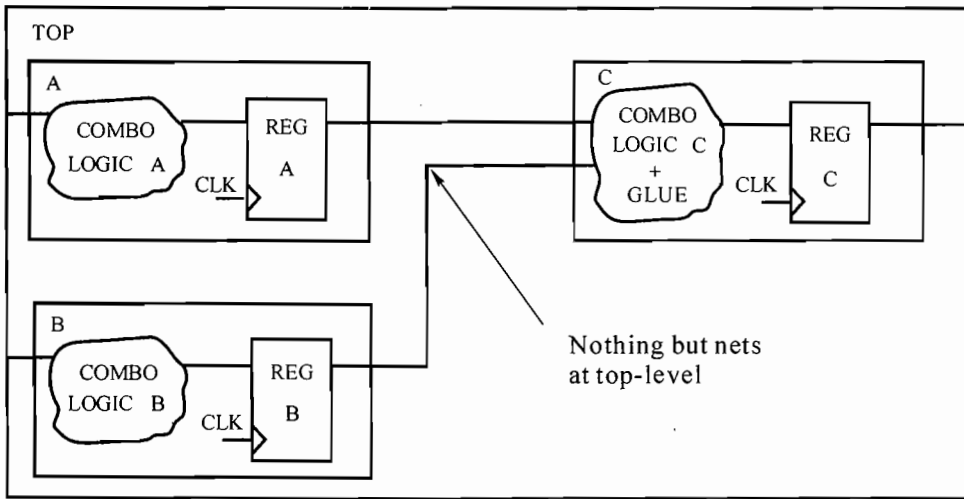 TOP
A
COMBO
LOGIC A
REG
A
CLK
C
COMBO
LOGIC C
+
GLUE
REG
C
CLK
B
COMBO
LOGIC B
REG
B
CLK
Nothing but nets
at top-level